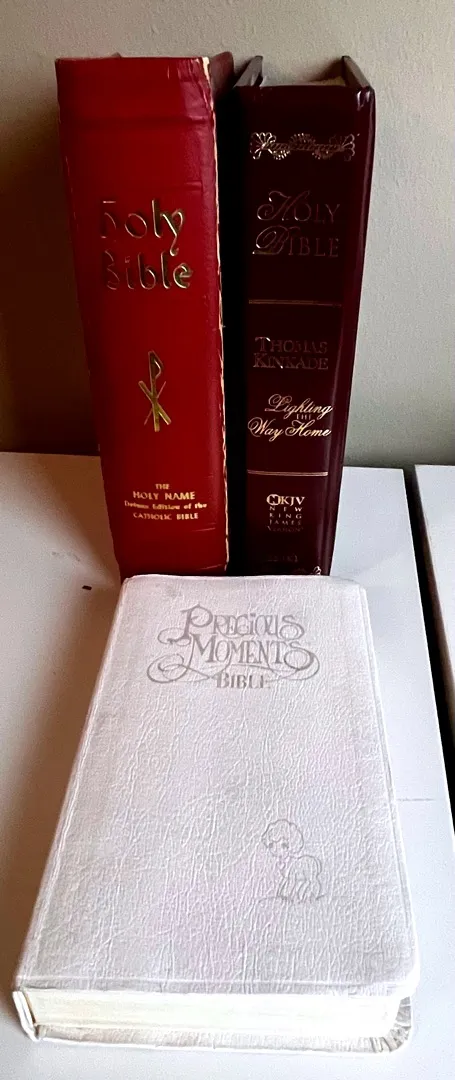 Holy
Bible
THE
HOLY NAME
Deluxe Edition of the
CATHOLIC BIBLE
HOLY
BIBLE
THOMAS
KINKADE
Lighting
THE
Way Home
NKJV
NEW
KING
JAMES
VERSION
PRECIOUS
MOMENTS
BIBLE